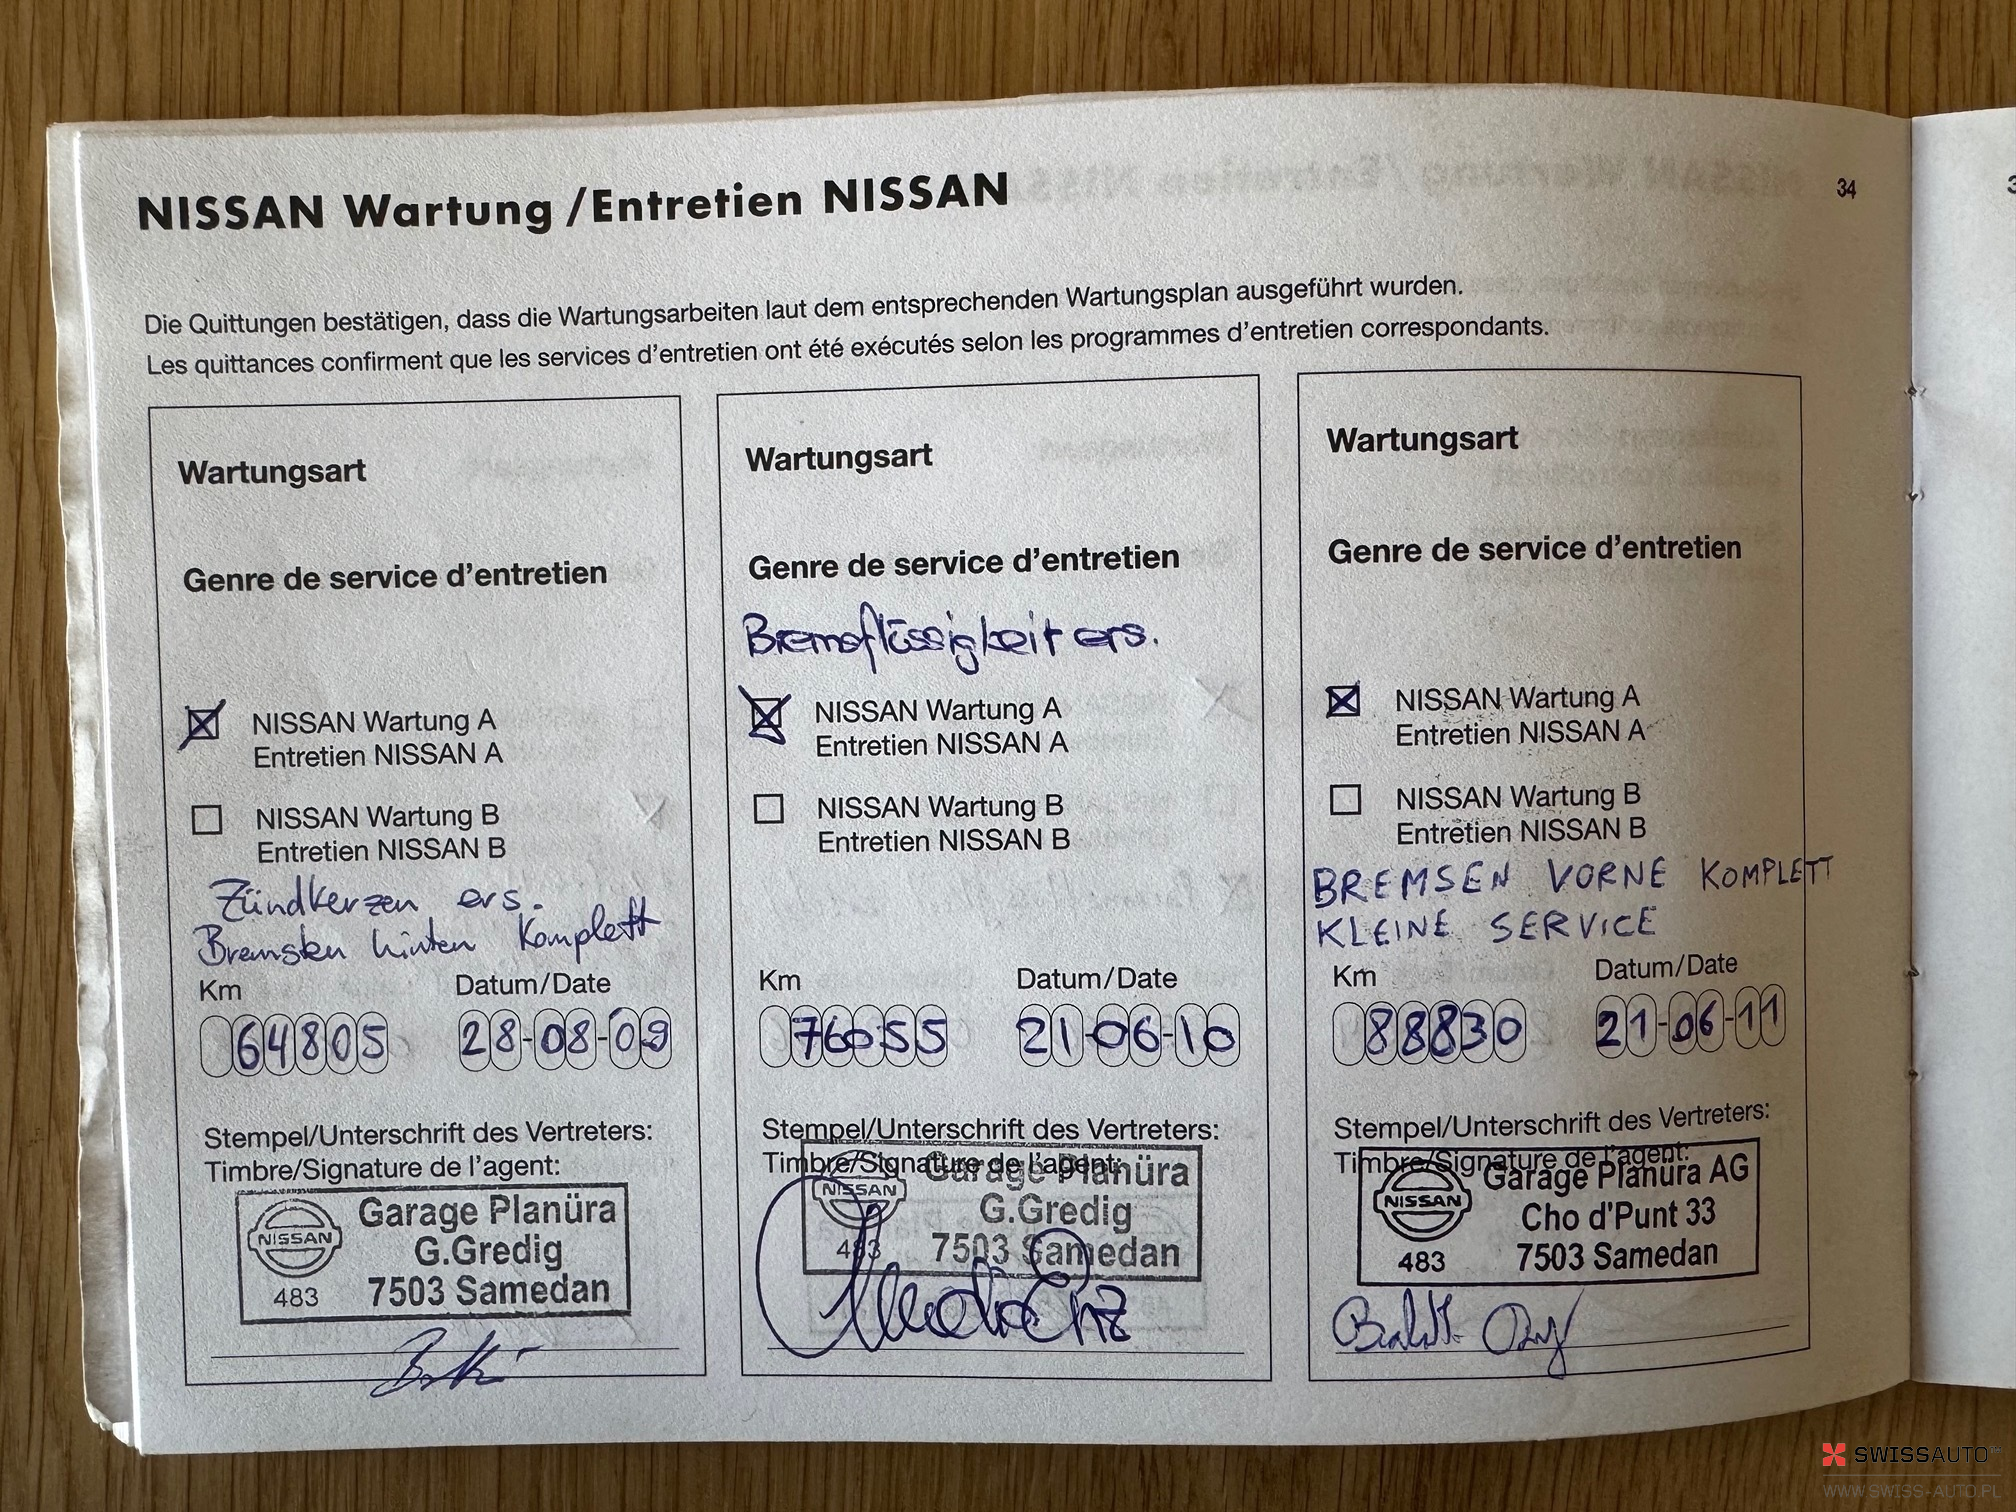 NISSAN Wartung / Entretien NISSAN
34
Die Quittungen bestätigen, dass die Wartungsarbeiten laut dem entsprechenden Wartungsplan ausgeführt wurden.
Les quittances confirment que les services d'entretien ont été exécutés selon les programmes d'entretien correspondants.
Wartungsart
Genre de service d'entretien
NISSAN Wartung A
Entretien NISSAN A
NISSAN Wartung B
Entretien NISSAN B
Zündkerzen ers.
hinten Komplett
Km
Datum/Date
64805
28-08-09
Stempel/Unterschrift des Vertreters:
Timbre/Signature de l'agent:
NISSAN
483
Garage Planüra
G.Gredig
7503 Samedan
Wartungsart
Genre de service d'entretien
Bremsflüssigkeit ers.
NISSAN Wartung A
Entretien NISSAN A
NISSAN Wartung B
Entretien NISSAN B
Km
Datum/Date
76055
21-06-10
Stempel/Unterschrift des Vertreters:
Timbre/Signature de l'agent:
NISSAN
483
Garage Planüra
G.Gredig
7503 Samedan
Wartungsart
Genre de service d'entretien
NISSAN Wartung A
Entretien NISSAN A
NISSAN Wartung B
Entretien NISSAN B
BREMSEN VORNE KOMPLETT
KLEINE SERVICE
Km
Datum/Date
88830
21-06-11
Stempel/Unterschrift des Vertreters:
Timbre/Signature de l'agent:
NISSAN
483
Garage Planüra AG
Cho d'Punt 33
7503 Samedan
SWISSAUTO
WWW.SWISS-AUTO.PL